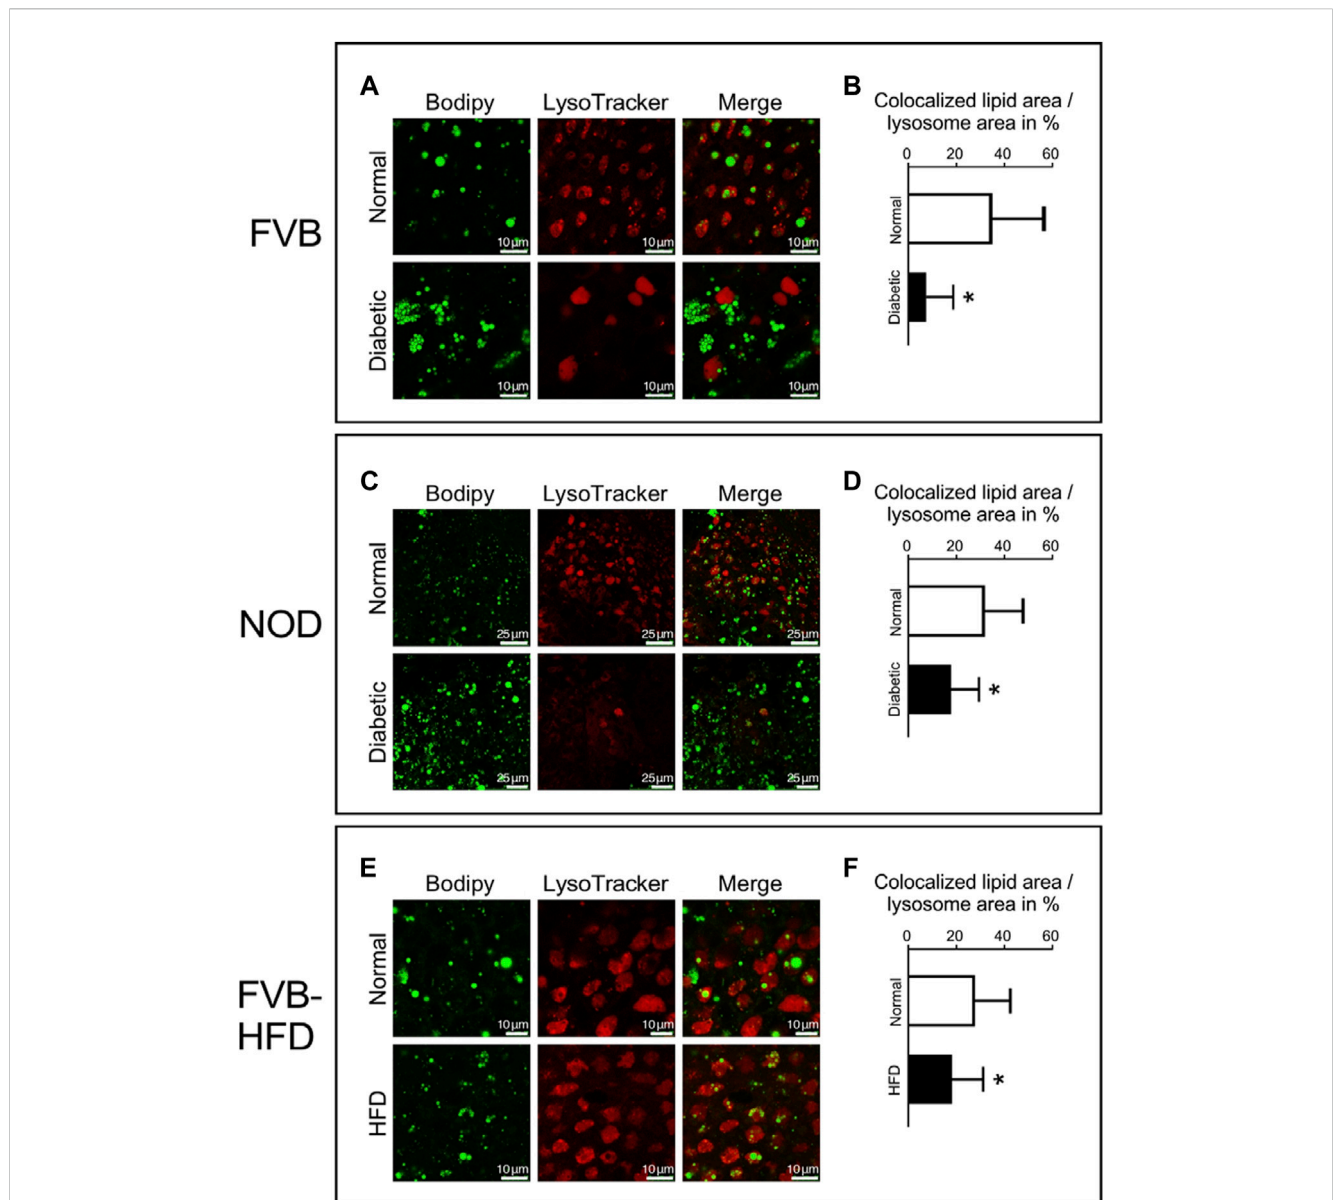 FVB
A
Bodipy
LysoTracker
Merge
Normal
10µm
10µm
10µm
Diabetic
10µm
10µm
10µm
B
Colocalized lipid area /
lysosome area in %
0 20 40 60
Normal
Diabetic
*
NOD
C
Bodipy
LysoTracker
Merge
Normal
25µm
25µm
25µm
Diabetic
25µm
25µm
25µm
D
Colocalized lipid area /
lysosome area in %
0 20 40 60
Normal
Diabetic
*
FVB-
HFD
E
Bodipy
LysoTracker
Merge
Normal
10µm
10µm
10µm
HFD
10µm
10µm
10µm
F
Colocalized lipid area /
lysosome area in %
0 20 40 60
Normal
HFD
*